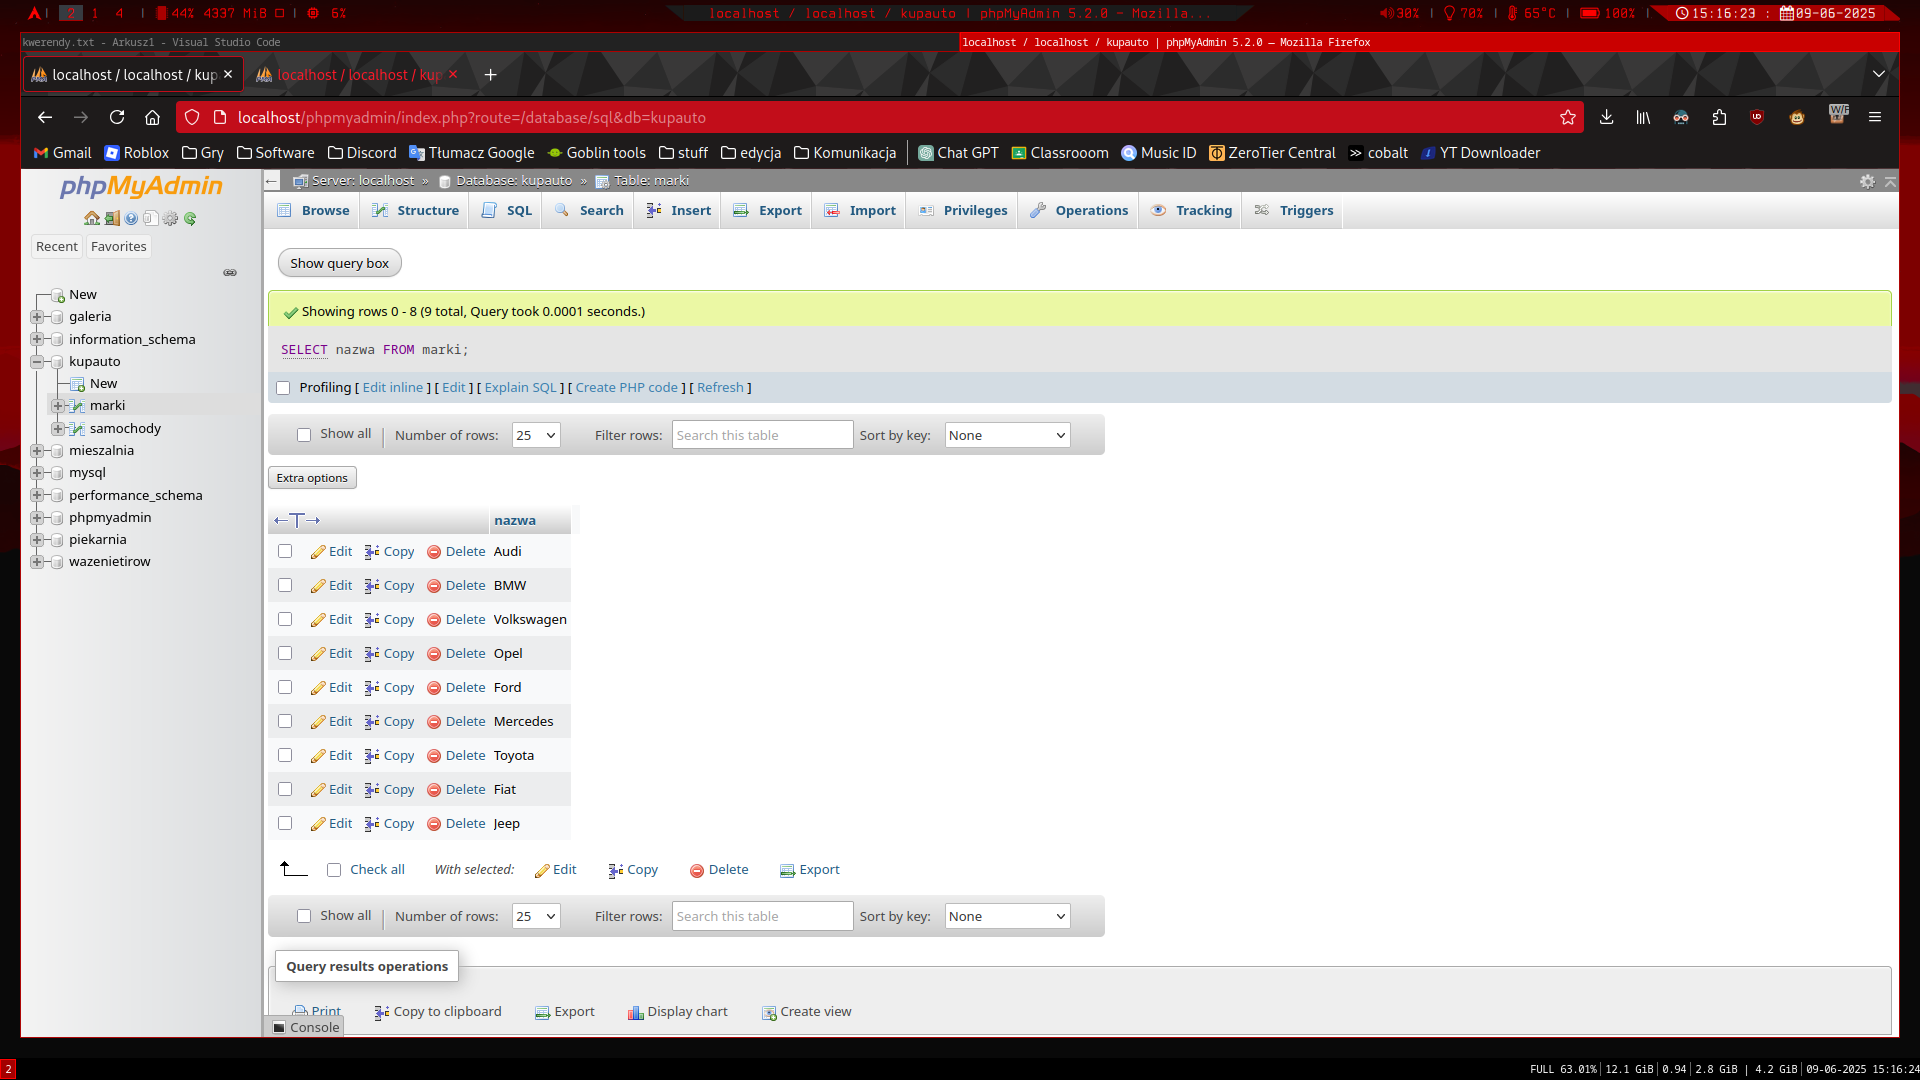 2 1 4 44% 4337 MiB 6% localhost / localhost / kupauto | phpMyAdmin 5.2.0 - Mozilla... 30% 70% 65°C 100% 15:16:23 : 09-06-2025
kwerendy.txt - Arkusz1 - Visual Studio Code localhost / localhost / kupauto | phpMyAdmin 5.2.0 — Mozilla Firefox
localhost / localhost / kup localhost / localhost / kup
localhost/phpmyadmin/index.php?route=/database/sql&db=kupauto
Gmail Roblox Gry Software Discord Tłumacz Google Goblin tools stuff edycja Komunikacja Chat GPT Classrooom Music ID ZeroTier Central cobalt YT Downloader
phpMyAdmin
Recent Favorites
New
galeria
information_schema
kupauto
New
marki
samochody
mieszalnia
mysql
performance_schema
phpmyadmin
piekarnia
wazenietirow
Server: localhost » Database: kupauto » Table: marki
Browse Structure SQL Search Insert Export Import Privileges Operations Tracking Triggers
Show query box
Showing rows 0 - 8 (9 total, Query took 0.0001 seconds.)
SELECT nazwa FROM marki;
Profiling [ Edit inline ] [ Edit ] [ Explain SQL ] [ Create PHP code ] [ Refresh ]
Show all Number of rows: 25 Filter rows: Search this table Sort by key: None
Extra options
nazwa
Edit Copy Delete Audi
Edit Copy Delete BMW
Edit Copy Delete Volkswagen
Edit Copy Delete Opel
Edit Copy Delete Ford
Edit Copy Delete Mercedes
Edit Copy Delete Toyota
Edit Copy Delete Fiat
Edit Copy Delete Jeep
Check all With selected: Edit Copy Delete Export
Show all Number of rows: 25 Filter rows: Search this table Sort by key: None
Query results operations
Print Copy to clipboard Export Display chart Create view
Console
2 FULL 63.01% | 12.1 GiB | 0.94 | 2.8 GiB | 4.2 GiB | 09-06-2025 15:16:24